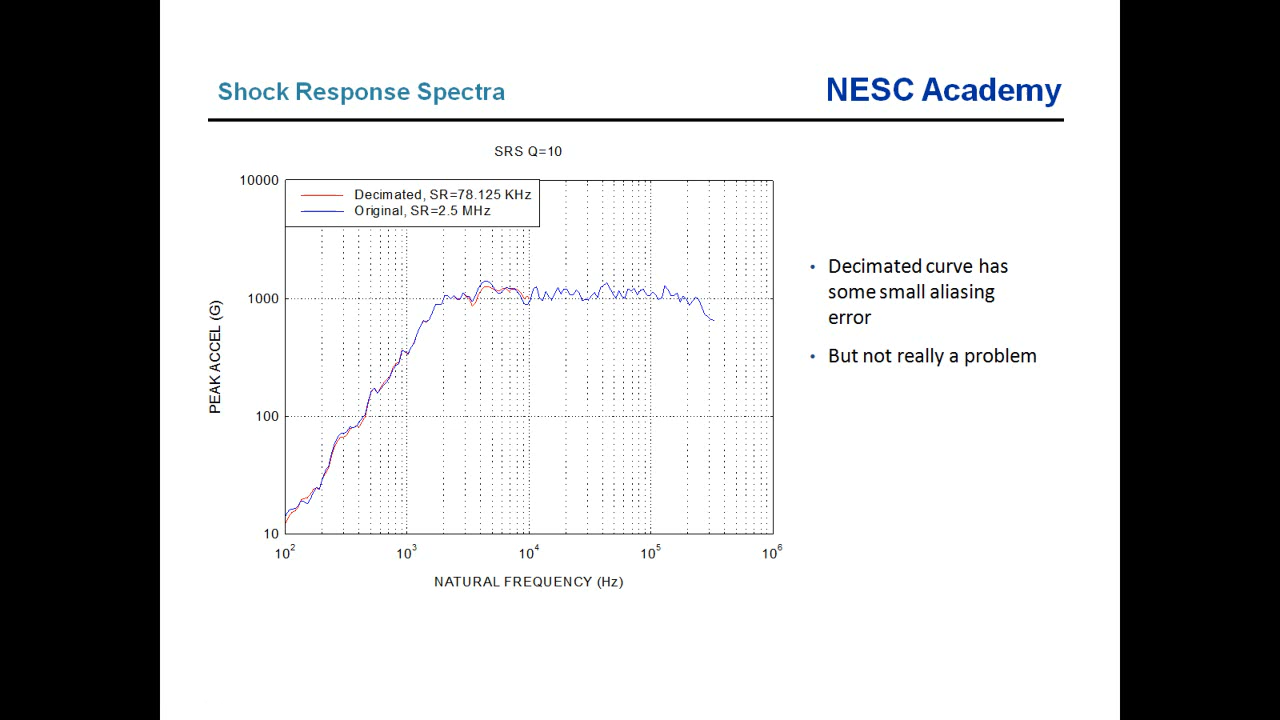 Shock Response Spectra
NESC Academy
SRS Q=10
10000
1000
100
10
PEAK ACCEL (G)
Decimated, SR=78.125 KHz
Original, SR=2.5 MHz
10² 10³ 10⁴ 10⁵ 10⁶
NATURAL FREQUENCY (Hz)
• Decimated curve has
some small aliasing
error
• But not really a problem